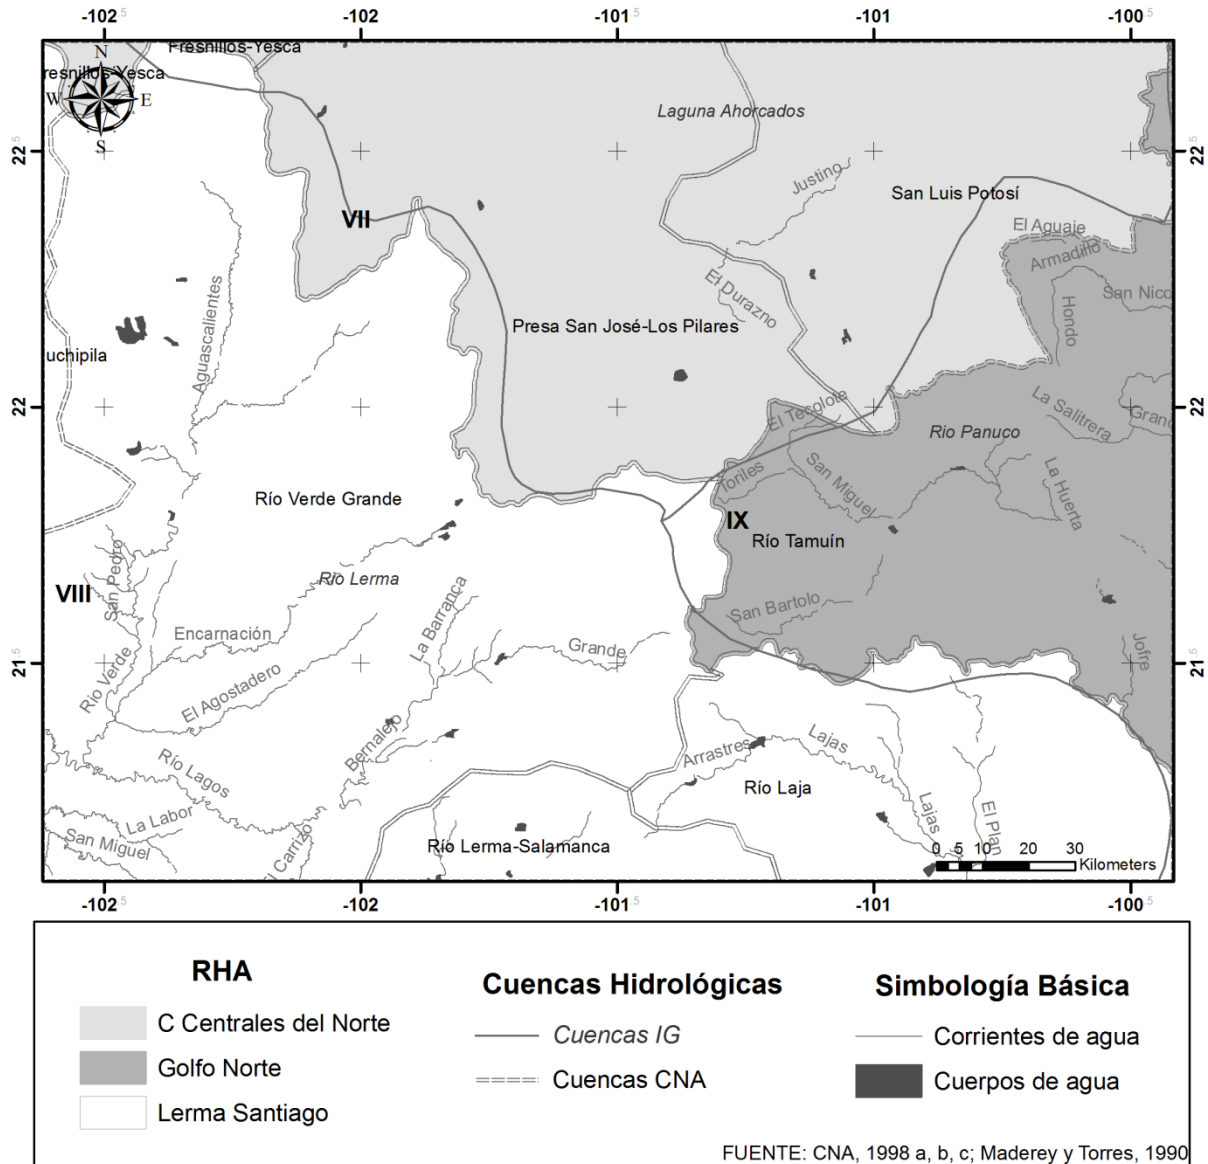 -102.5 -102 -101.5 -101 -100.5
Fresnillos-Yesca
resnillos-Yesca
N
W E
S
Laguna Ahorcados
22.5 22.5
Justino
San Luis Potosí
VII
El Aguaje
Armadillo
San Nico
El Durazno
Hondo
Aguascalientes
Presa San José-Los Pilares
uchipila
22 22
El Tecolote
La Salitrera
Grand
Rio Panuco
Toriles
San Miguel
La Huerta
Río Verde Grande
IX
Río Tamuín
San Pedro
VIII
Rio Lerma
La Barranca
San Bartolo
Encarnación
Grande
Jofre
21.5 21.5
Rio Verde
El Agostadero
Bernalejo
Lajas
Arrastres
Río Lagos
Río Laja
La Labor
Lajas
El Plan
San Miguel
l Carrizo
Río Lerma-Salamanca
0 5 10 20 30
Kilometers
-102.5 -102 -101.5 -101 -100.5
RHA
C Centrales del Norte
Golfo Norte
Lerma Santiago
Cuencas Hidrológicas
Cuencas IG
Cuencas CNA
Simbología Básica
Corrientes de agua
Cuerpos de agua
FUENTE: CNA, 1998 a, b, c; Maderey y Torres, 1990